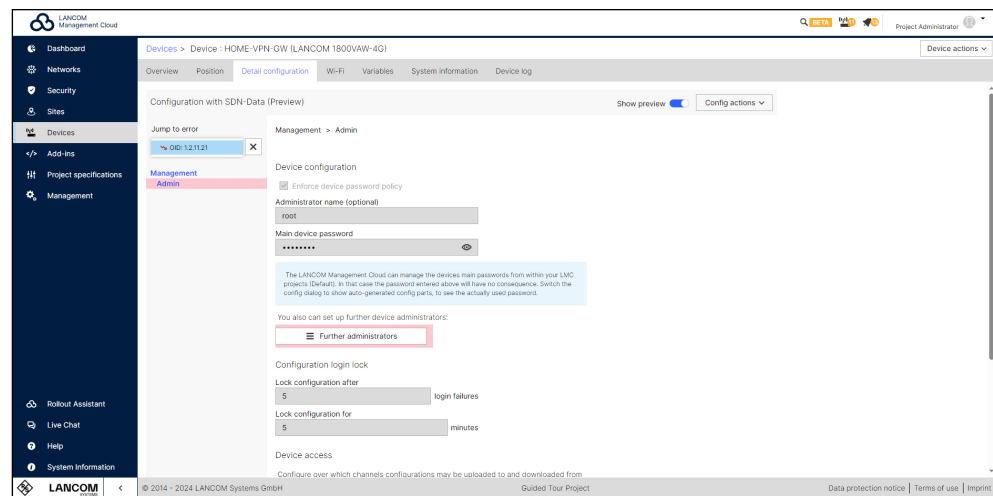 LANCOM
Management Cloud
BETA
Project Administrator
Dashboard
Networks
Security
Sites
Devices
Add-ins
Project specifications
Management
Rollout Assistant
Live Chat
Help
System Information
LANCOM
SYSTEMS
Devices > Device : HOME-VPN-GW (LANCOM 1800VAW-4G)
Device actions
Overview Position Detail configuration Wi-Fi Variables System information Device log
Configuration with SDN-Data (Preview)
Show preview
Config actions
Jump to error
OID: 1.2.11.21
Management
Admin
Management > Admin
Device configuration
Enforce device password policy
Administrator name (optional)
root
Main device password
••••••••
The LANCOM Management Cloud can manage the devices main passwords from within your LMC
projects (Default). In that case the password entered above will have no consequence. Switch the
config dialog to show auto-generated config parts, to see the actually used password.
You also can set up further device administrators:
Further administrators
Configuration login lock
Lock configuration after
5 login failures
Lock configuration for
5 minutes
Device access
Configure over which channels configurations may be uploaded to and downloaded from
© 2014 - 2024 LANCOM Systems GmbH
Guided Tour Project
Data protection notice | Terms of use | Imprint